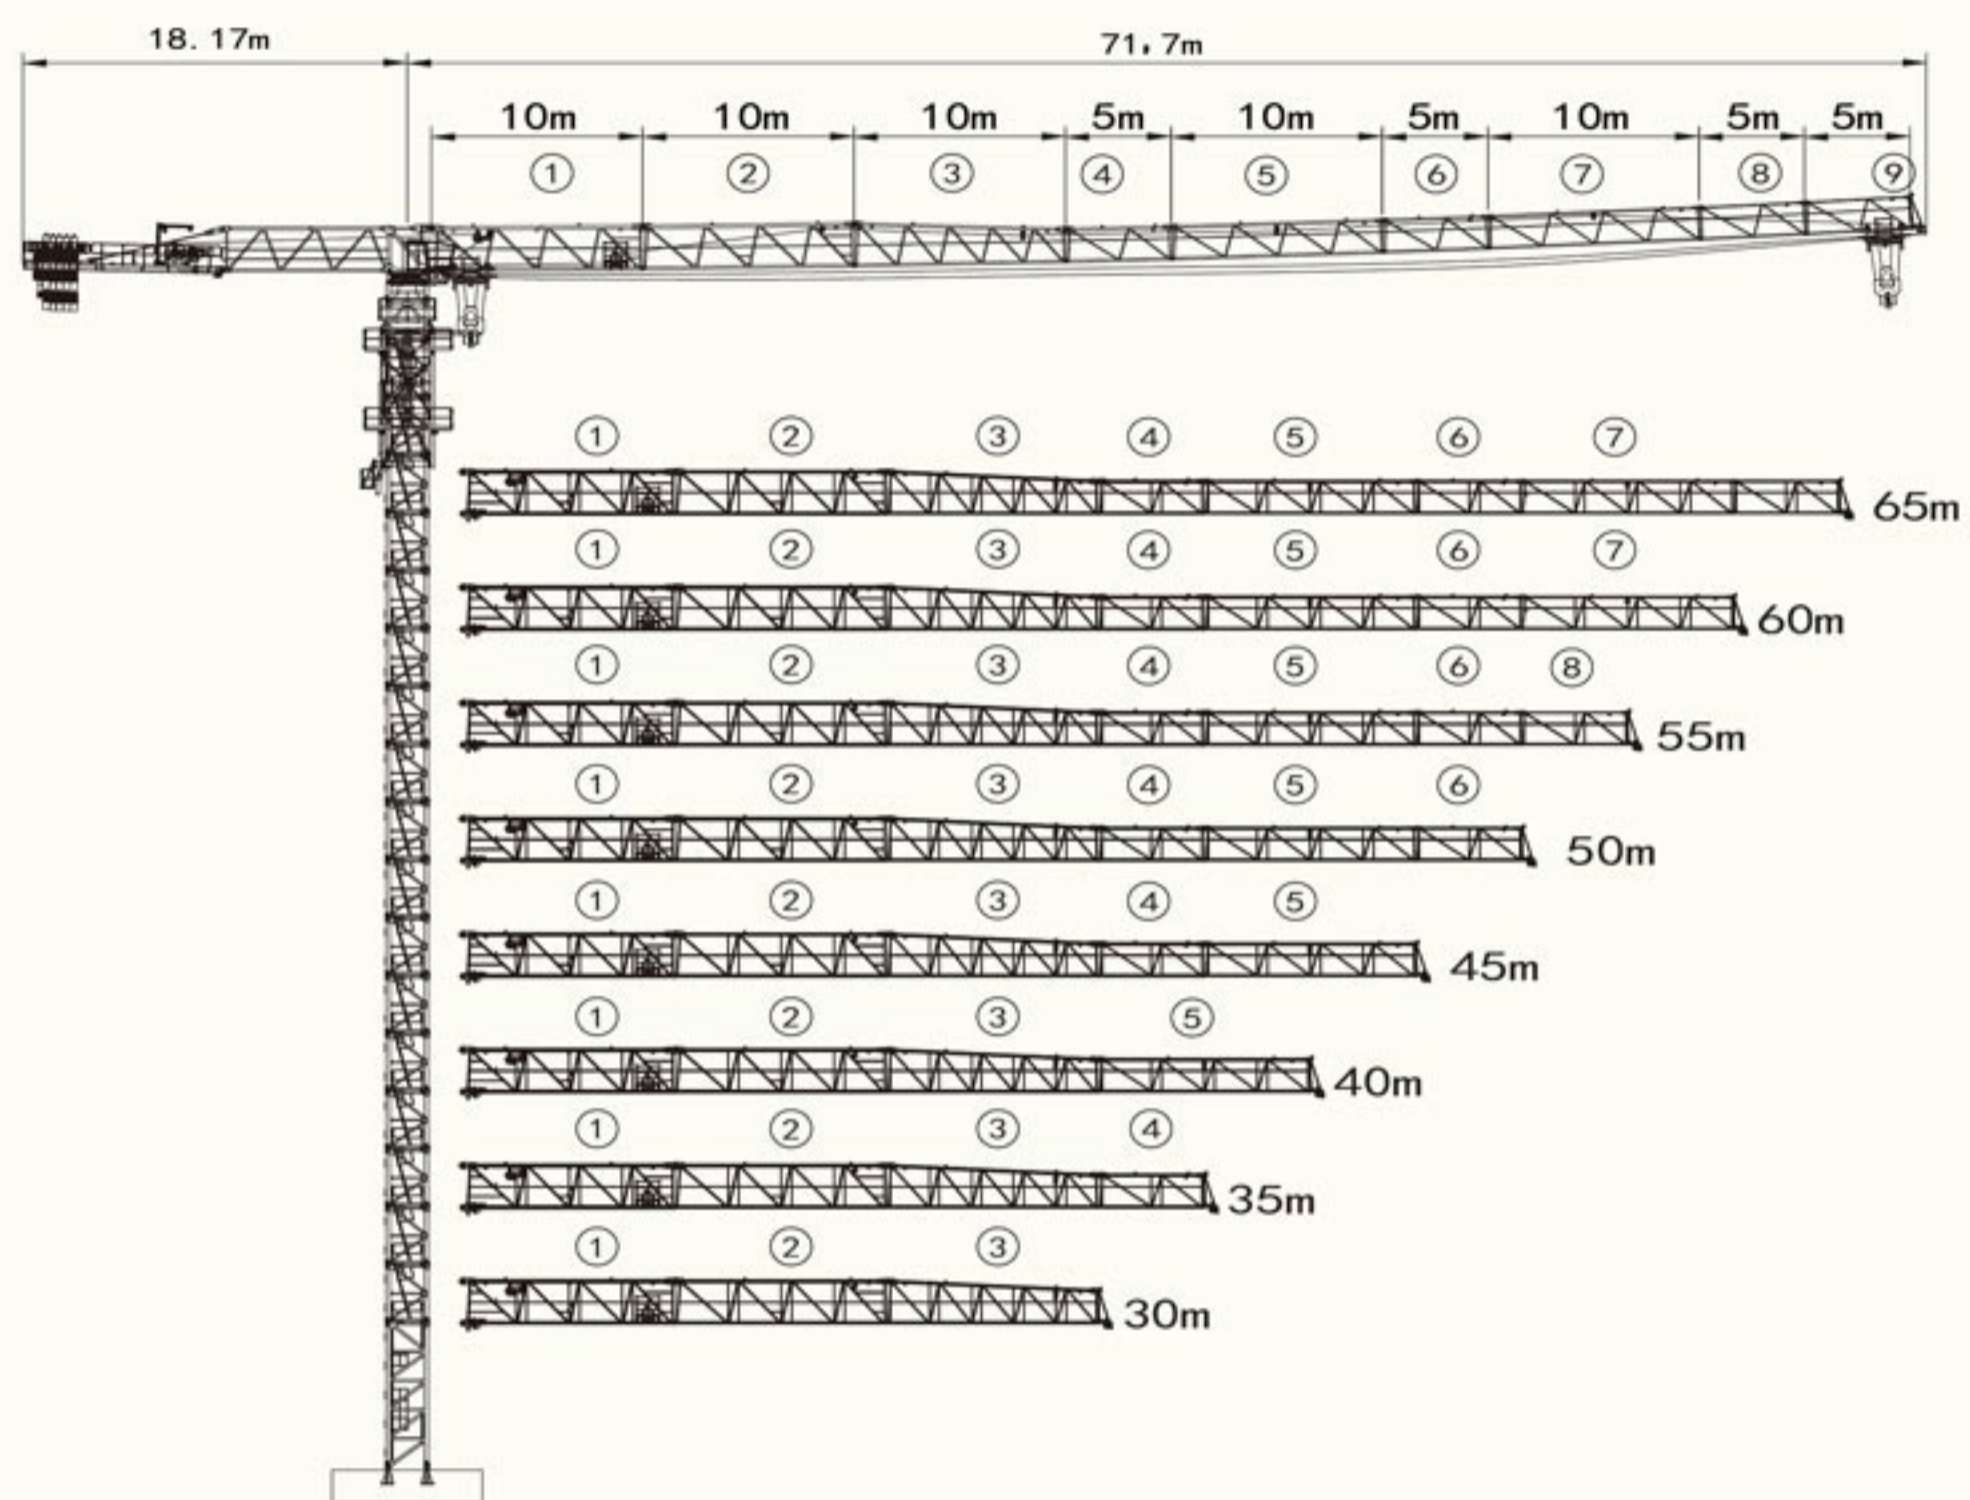 18. 17m 71,7m
10m 10m 10m 5m 10m 5m 10m 5m 5m
① ② ③ ④ ⑤ ⑥ ⑦ ⑧ ⑨
① ② ③ ④ ⑤ ⑥ ⑦
65m
① ② ③ ④ ⑤ ⑥ ⑦
60m
① ② ③ ④ ⑤ ⑥ ⑧
55m
① ② ③ ④ ⑤ ⑥
50m
① ② ③ ④ ⑤
45m
① ② ③ ⑤
40m
① ② ③ ④
35m
① ② ③
30m